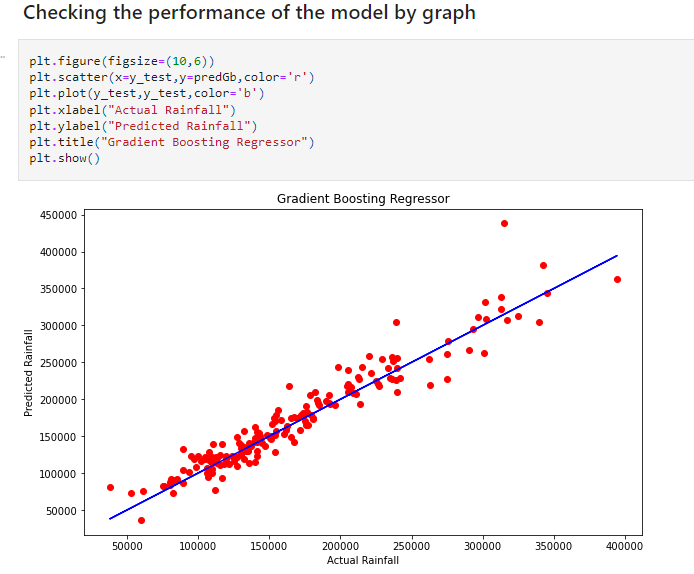 Checking the performance of the model by graph
plt.figure(figsize=(10,6))
plt.scatter(x=y_test,y=predGb,color='r')
plt.plot(y_test,y_test,color='b')
plt.xlabel("Actual Rainfall")
plt.ylabel("Predicted Rainfall")
plt.title("Gradient Boosting Regressor")
plt.show()
Gradient Boosting Regressor
450000
400000
350000
300000
250000
200000
150000
100000
50000
Predicted Rainfall
50000 100000 150000 200000 250000 300000 350000 400000
Actual Rainfall